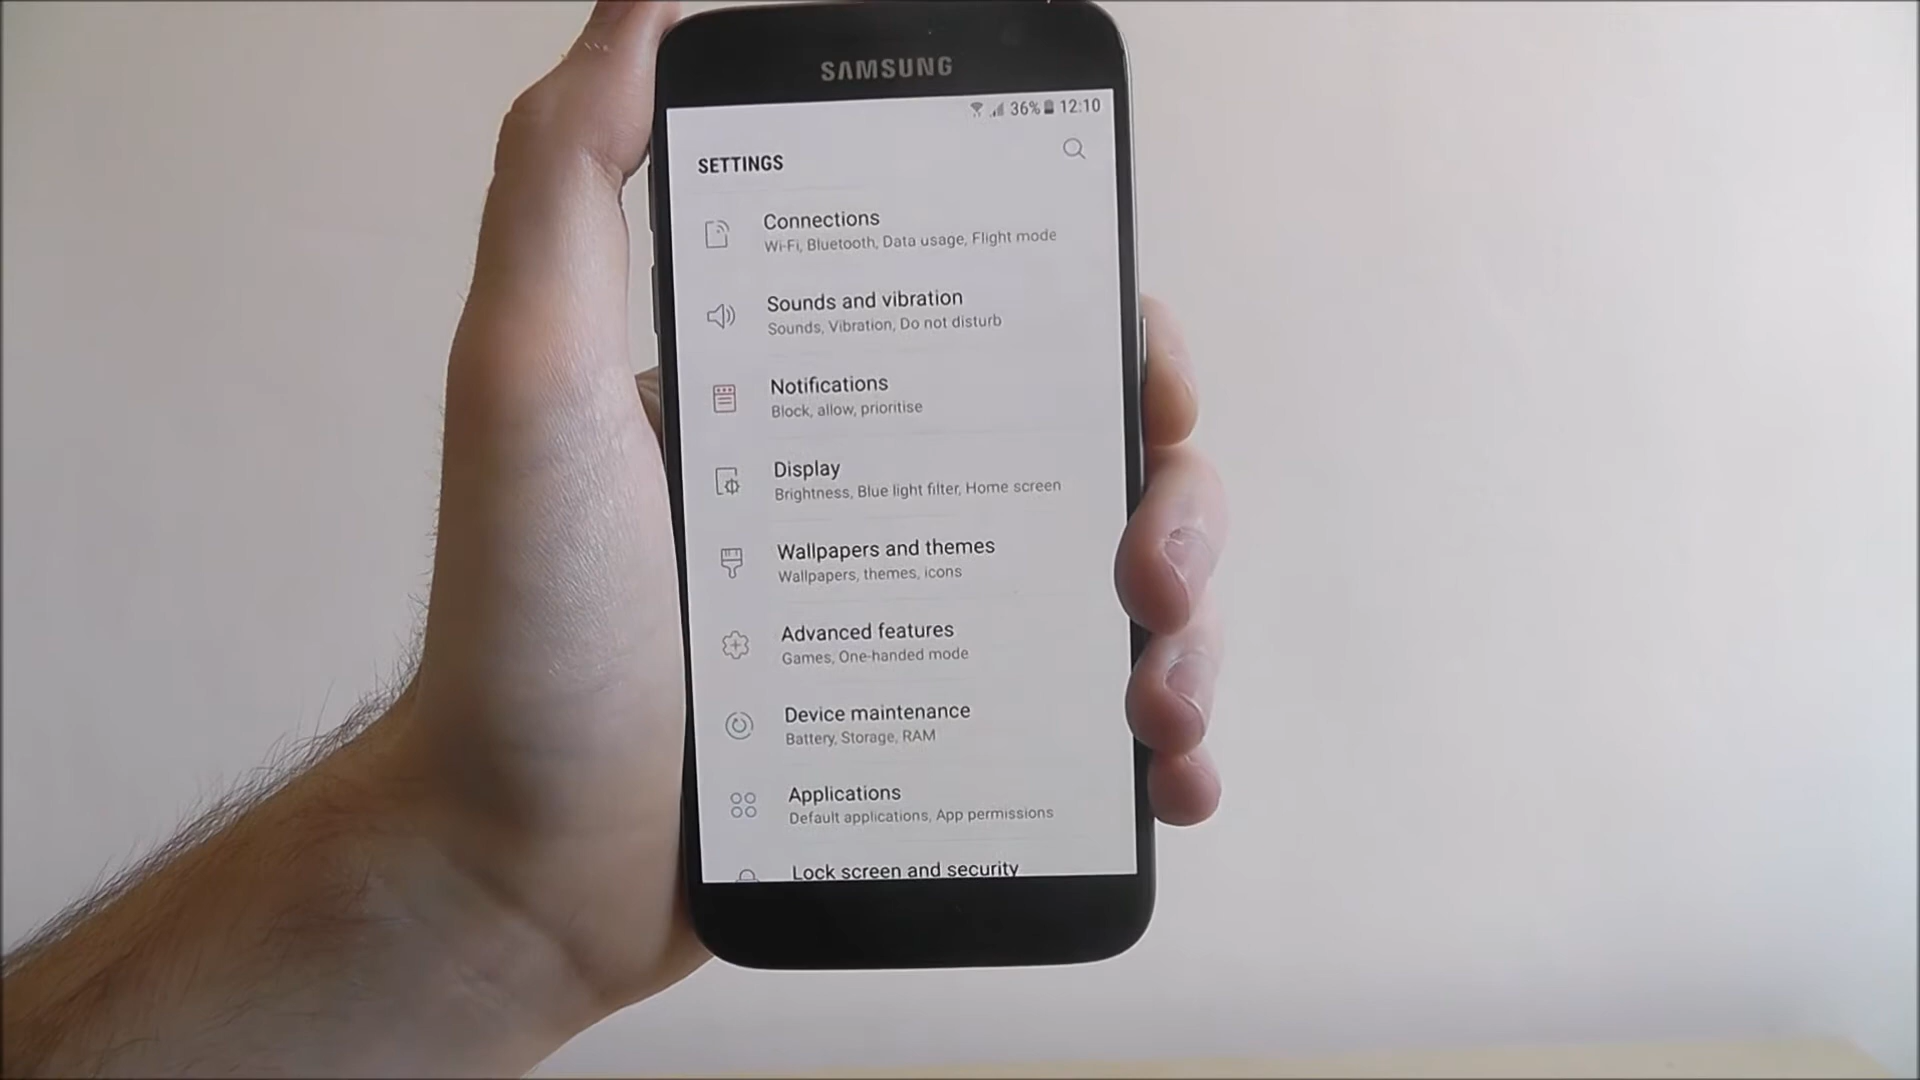 SAMSUNG
36% 12:10
SETTINGS
Connections
Wi-Fi, Bluetooth, Data usage, Flight mode
Sounds and vibration
Sounds, Vibration, Do not disturb
Notifications
Block, allow, prioritise
Display
Brightness, Blue light filter, Home screen
Wallpapers and themes
Wallpapers, themes, icons
Advanced features
Games, One-handed mode
Device maintenance
Battery, Storage, RAM
Applications
Default applications, App permissions
Lock screen and security